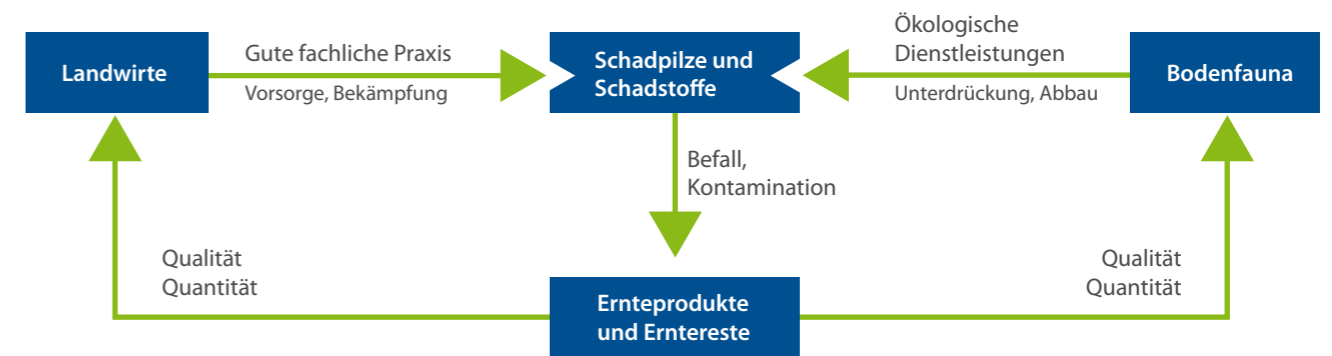 Landwirte
Gute fachliche Praxis
Vorsorge, Bekämpfung
Schadpilze und
Schadstoffe
Ökologische
Dienstleistungen
Unterdrückung, Abbau
Bodenfauna
Befall,
Kontamination
Qualität
Quantität
Ernteprodukte
und Erntereste
Qualität
Quantität